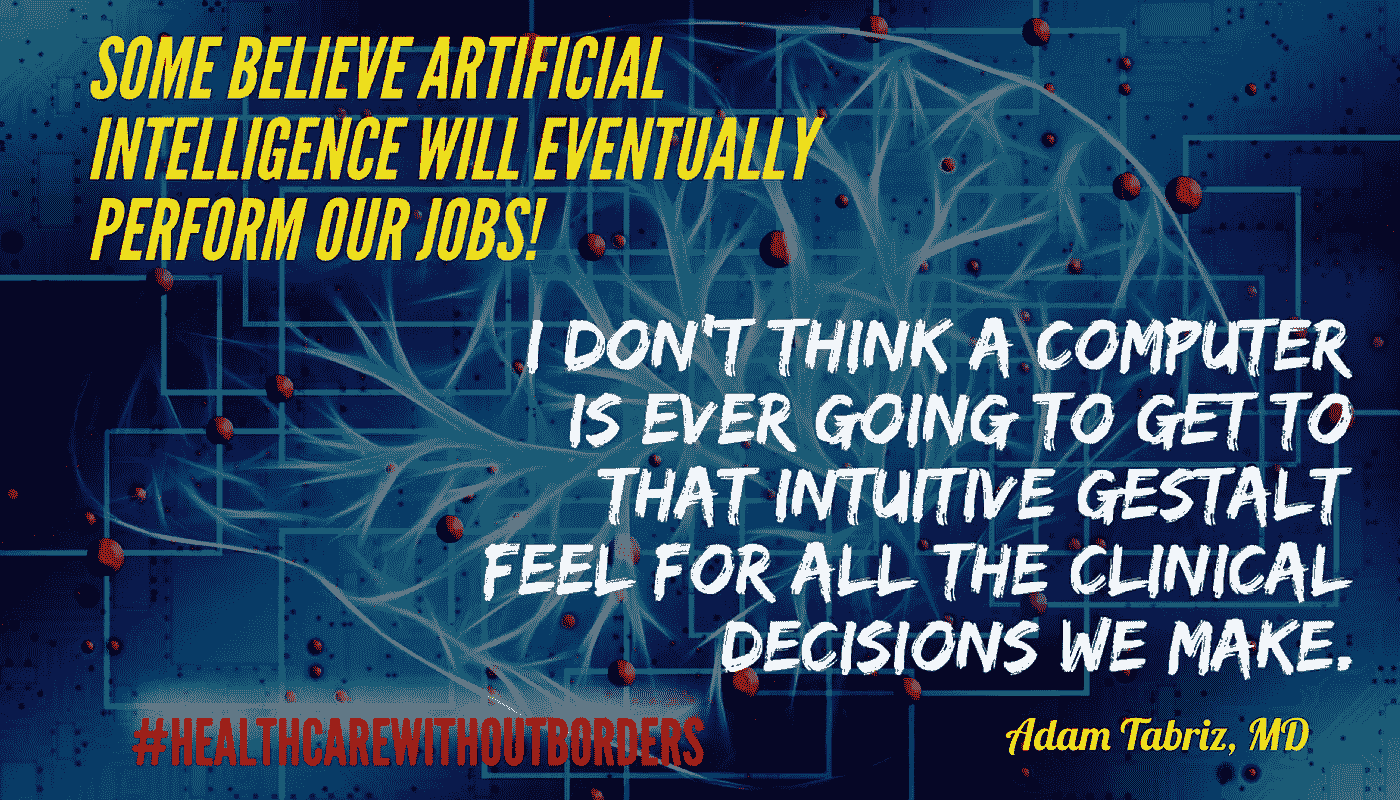 SOME BELIEVE ARTIFICIAL
INTELLIGENCE WILL EVENTUALLY
PERFORM OUR JOBS!
I DON'T THINK A COMPUTER
IS EVER GOING TO GET TO
THAT INTUITIVE GESTALT
FEEL FOR ALL THE CLINICAL
DECISIONS WE MAKE.
#HEALTHCAREWITHOUTBORDERS
Adam Tabriz, MD